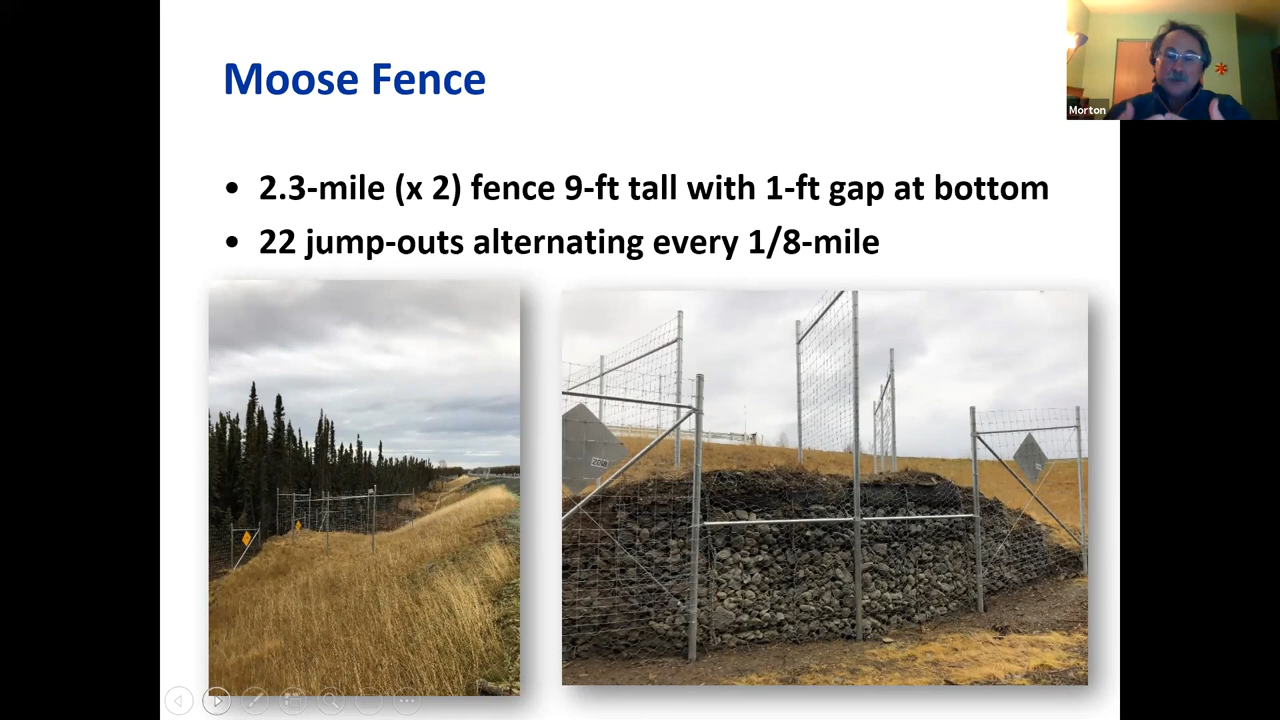 Moose Fence
Morton
• 2.3-mile (x 2) fence 9-ft tall with 1-ft gap at bottom
• 22 jump-outs alternating every 1/8-mile